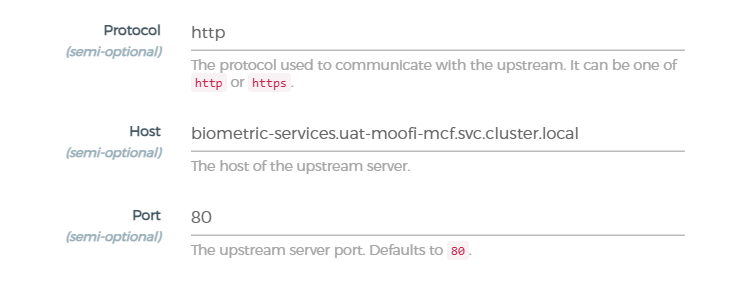 Protocol http
(semi-optional)
The protocol used to communicate with the upstream. It can be one of
http or https.
Host biometric-services.uat-moofi-mcf.svc.cluster.local
(semi-optional)
The host of the upstream server.
Port 80
(semi-optional)
The upstream server port. Defaults to 80.